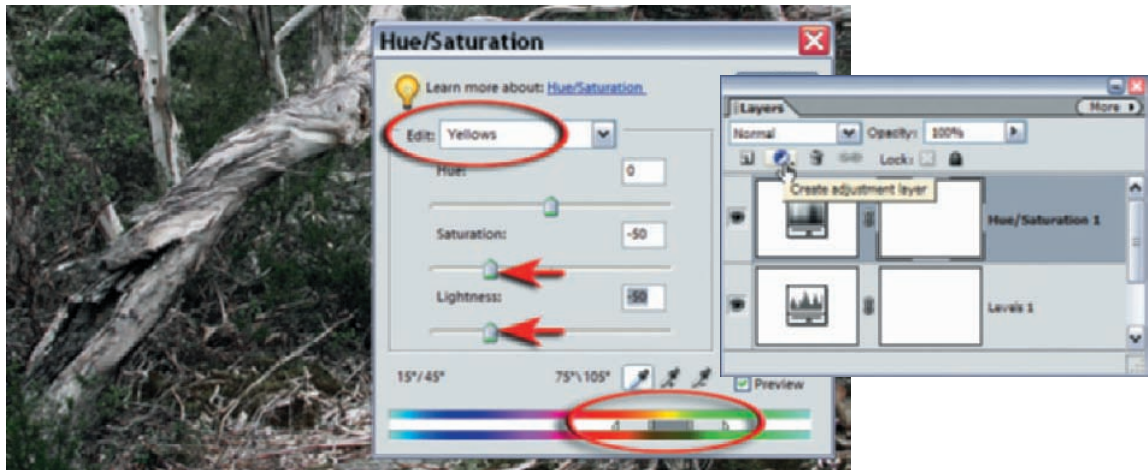 Hue/Saturation
Learn more about: Hue/Saturation
Edit: Yellows
Hue: 0
Saturation: -50
Lightness: -50
15°/45° 75°\105°
Preview
Layers
More
Normal Opacity: 100%
Lock:
Create adjustment layer
Hue/Saturation 1
Levels 1